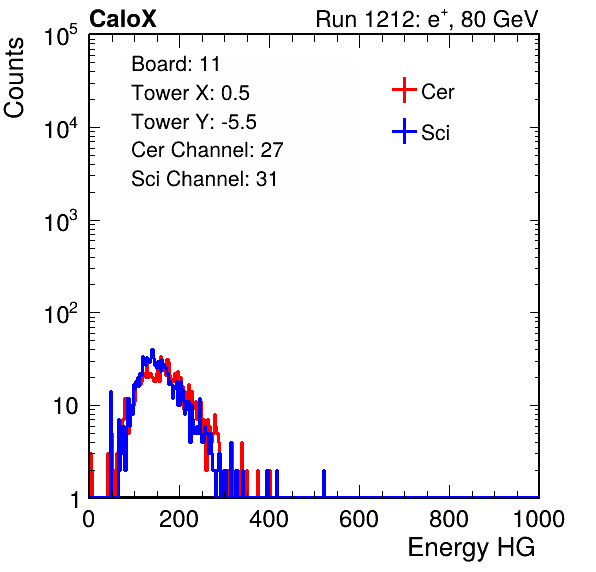 CaloX Run 1212: e⁺, 80 GeV
Counts
10⁵
10⁴
10³
10²
10
1
Board: 11
Tower X: 0.5
Tower Y: -5.5
Cer Channel: 27
Sci Channel: 31
Cer
Sci
0 200 400 600 800 1000
Energy HG